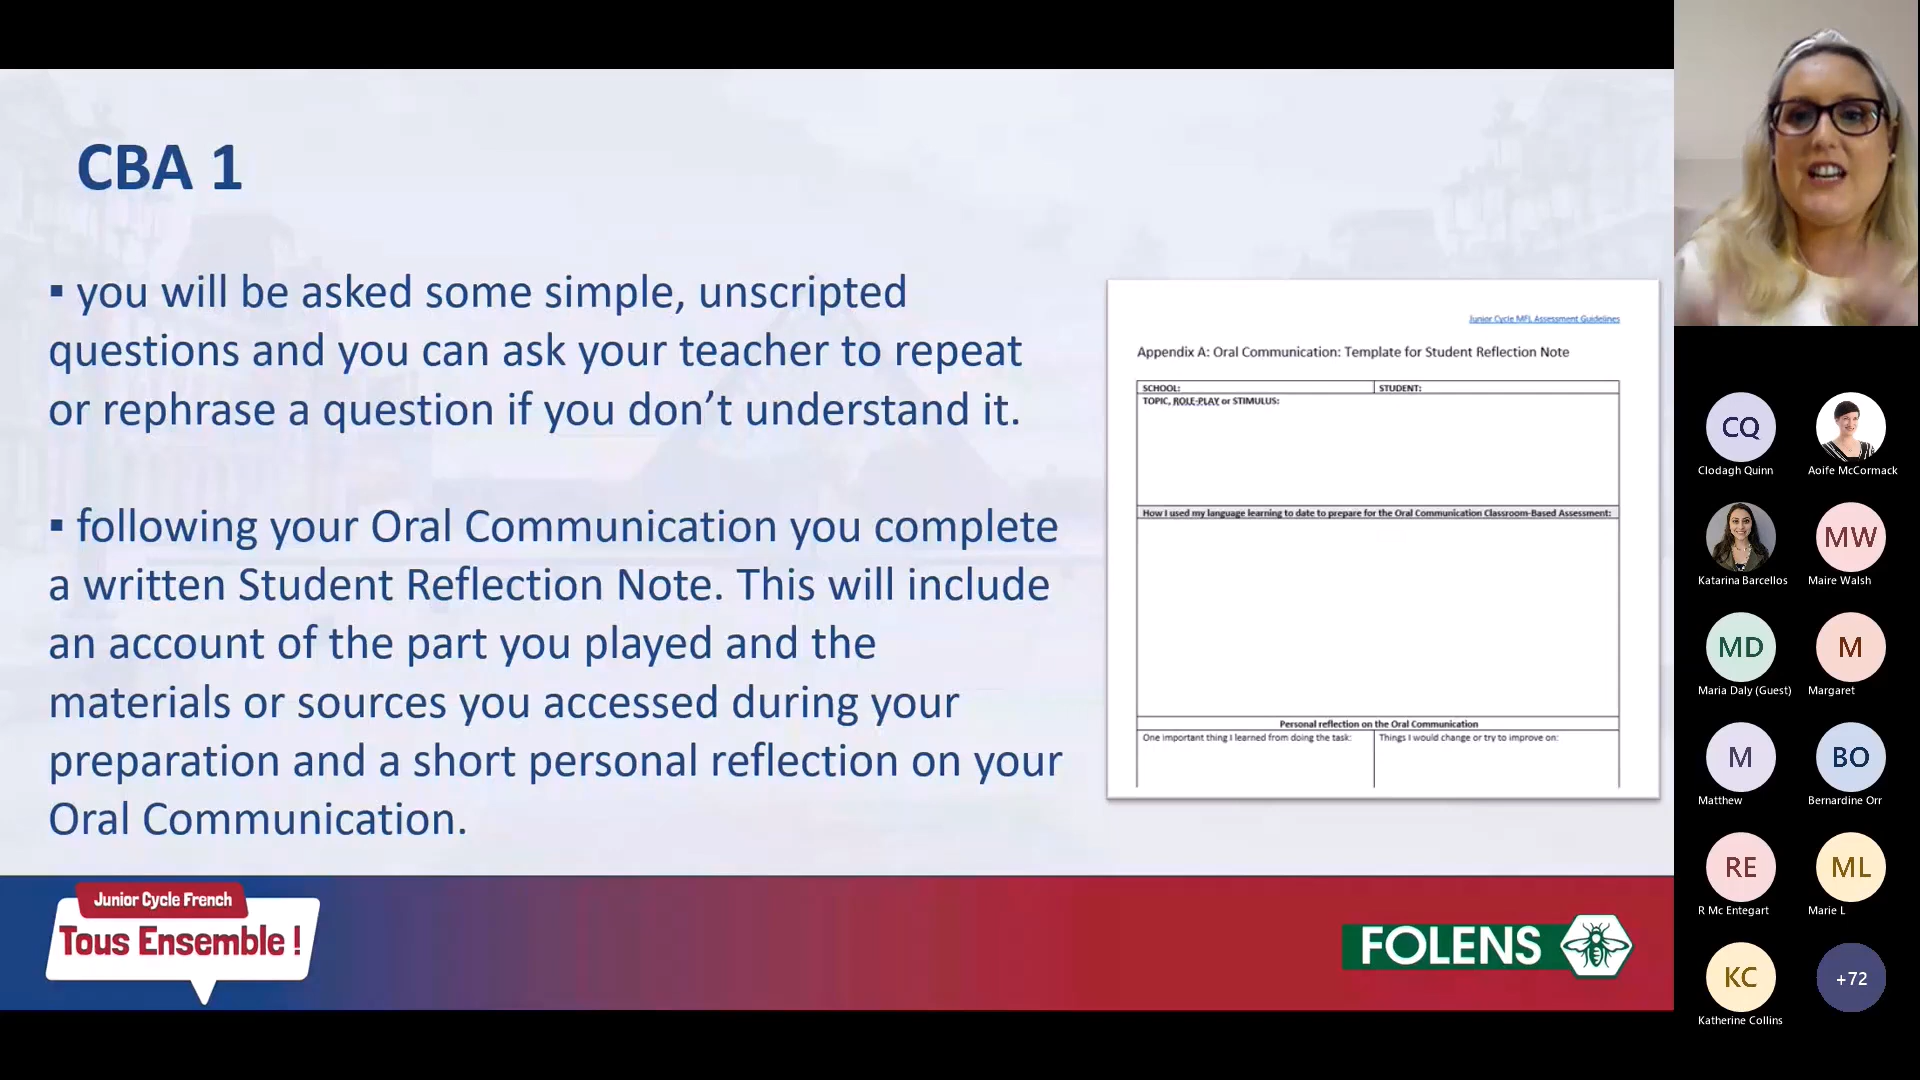 CBA 1
▪ you will be asked some simple, unscripted
questions and you can ask your teacher to repeat
or rephrase a question if you don’t understand it.
▪ following your Oral Communication you complete
a written Student Reflection Note. This will include
an account of the part you played and the
materials or sources you accessed during your
preparation and a short personal reflection on your
Oral Communication.
Junior Cycle MFL Assessment Guidelines
Appendix A: Oral Communication: Template for Student Reflection Note
SCHOOL:
STUDENT:
TOPIC, ROLE-PLAY or STIMULUS:
How I used my language learning to date to prepare for the Oral Communication Classroom-Based Assessment:
Personal reflection on the Oral Communication
One important thing I learned from doing the task:
Things I would change or try to improve on:
Junior Cycle French
Tous Ensemble !
FOLENS
CQ
Clodagh Quinn
Aoife McCormack
Katarina Barcellos
MW
Maire Walsh
MD
Maria Daly (Guest)
M
Margaret
M
Matthew
BO
Bernardine Orr
RE
R Mc Entegart
ML
Marie L
KC
Katherine Collins
+72